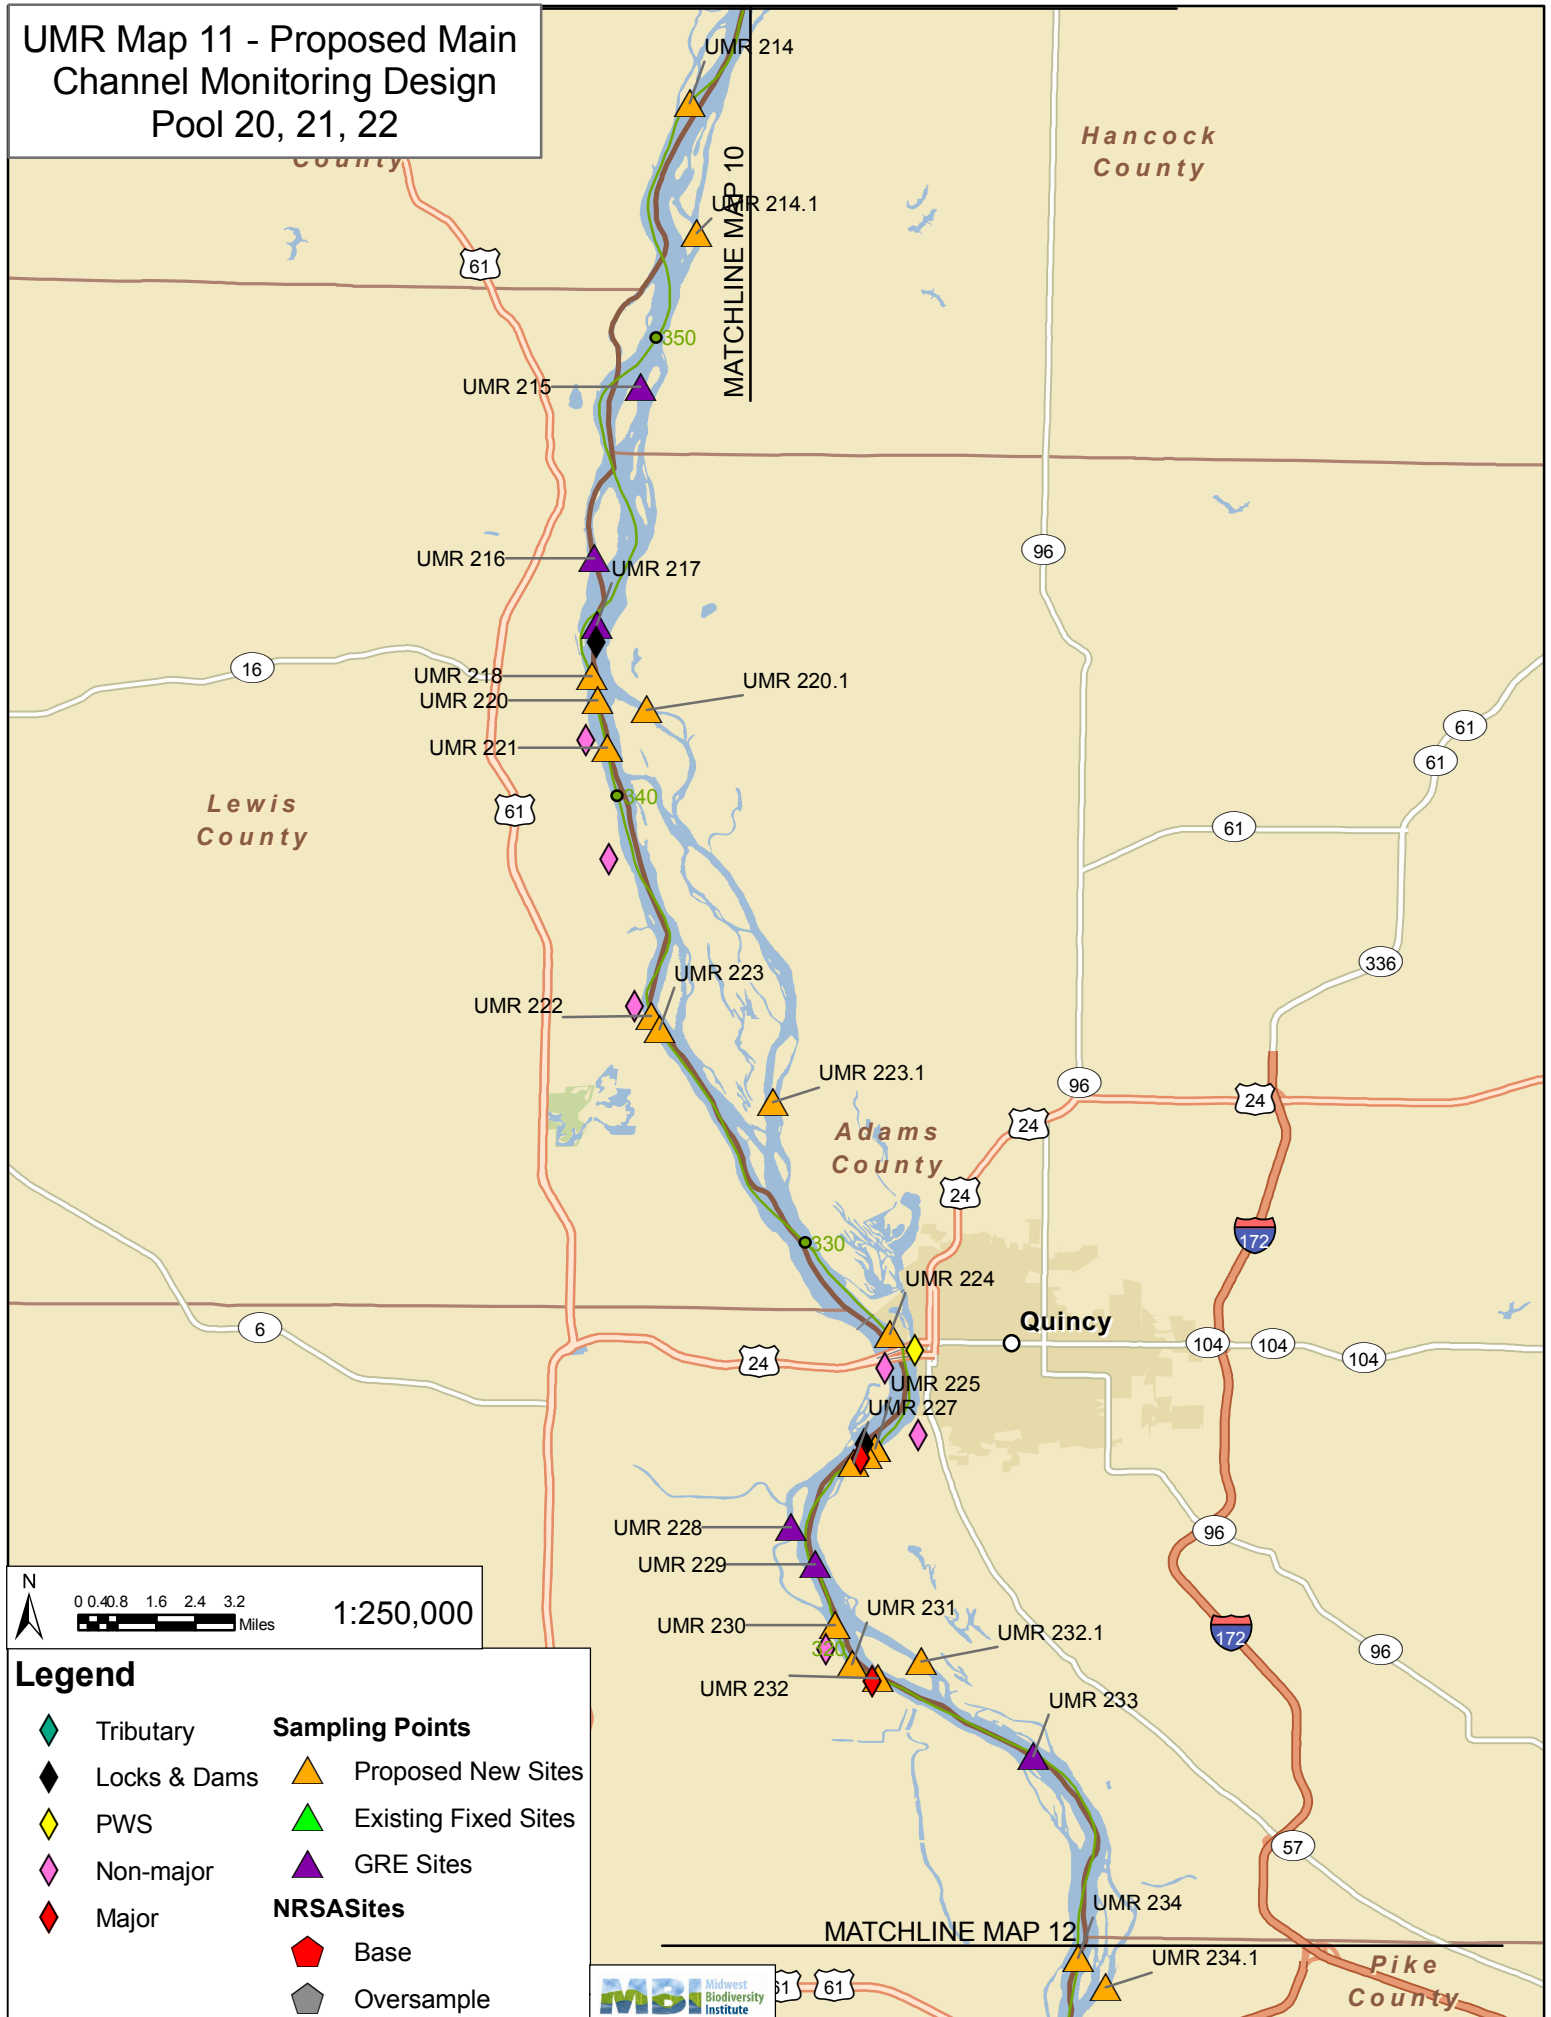 UMR Map 11 - Proposed Main
Channel Monitoring Design
Pool 20, 21, 22
County
UMR 214
Hancock
County
MATCHLINE MAP 10
UMR 214.1
61
350
UMR 215
96
UMR 216
UMR 217
16
UMR 218
UMR 220.1
UMR 220
61
UMR 221
61
340
Lewis
County
61
61
336
UMR 223
UMR 222
UMR 223.1
96
24
24
Adams
County
24
172
330
UMR 224
Quincy
6
104
104
104
24
UMR 225
UMR 227
UMR 228
96
UMR 229
UMR 231
UMR 230
320
UMR 232.1
172
96
UMR 232
UMR 233
57
UMR 234
MATCHLINE MAP 12
UMR 234.1
Pike
County
61
61
N
0 0.4 0.8 1.6 2.4 3.2
Miles
1:250,000
Legend
Tributary
Locks & Dams
PWS
Non-major
Major
Sampling Points
Proposed New Sites
Existing Fixed Sites
GRE Sites
NRSASites
Base
Oversample
MBI Midwest
Biodiversity
Institute